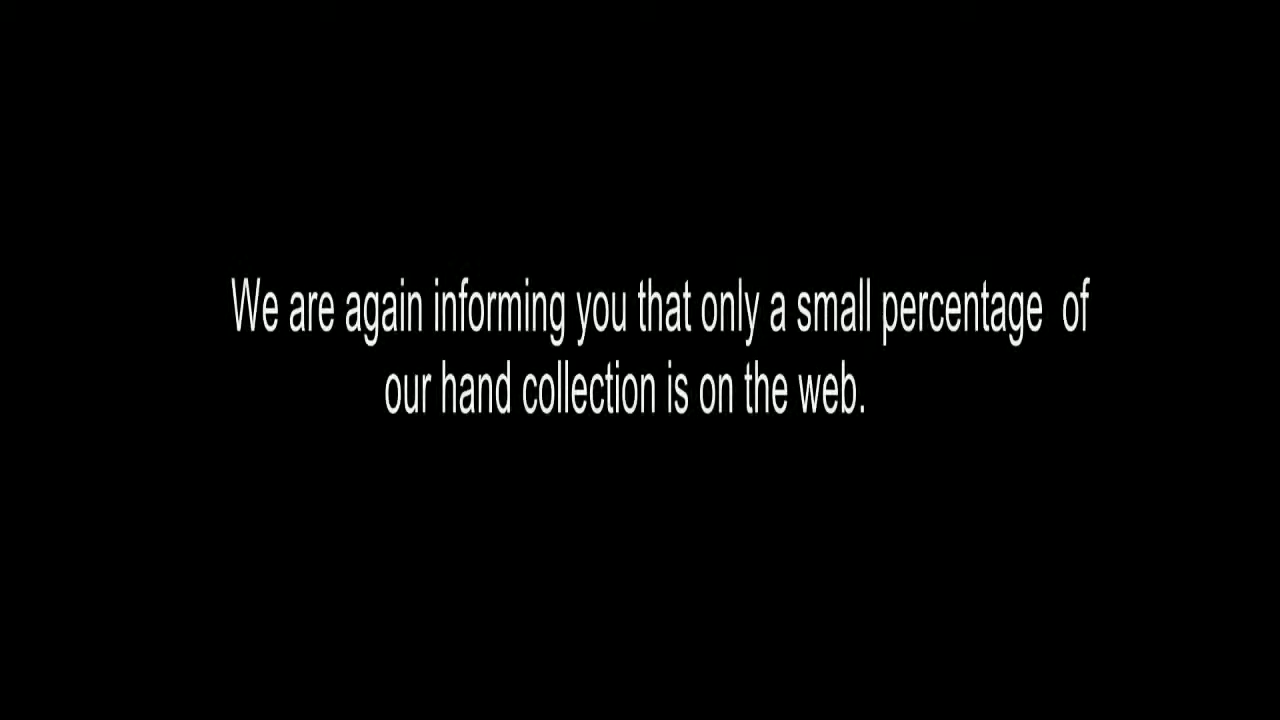 We are again informing you that only a small percentage  of
our hand collection is on the web.